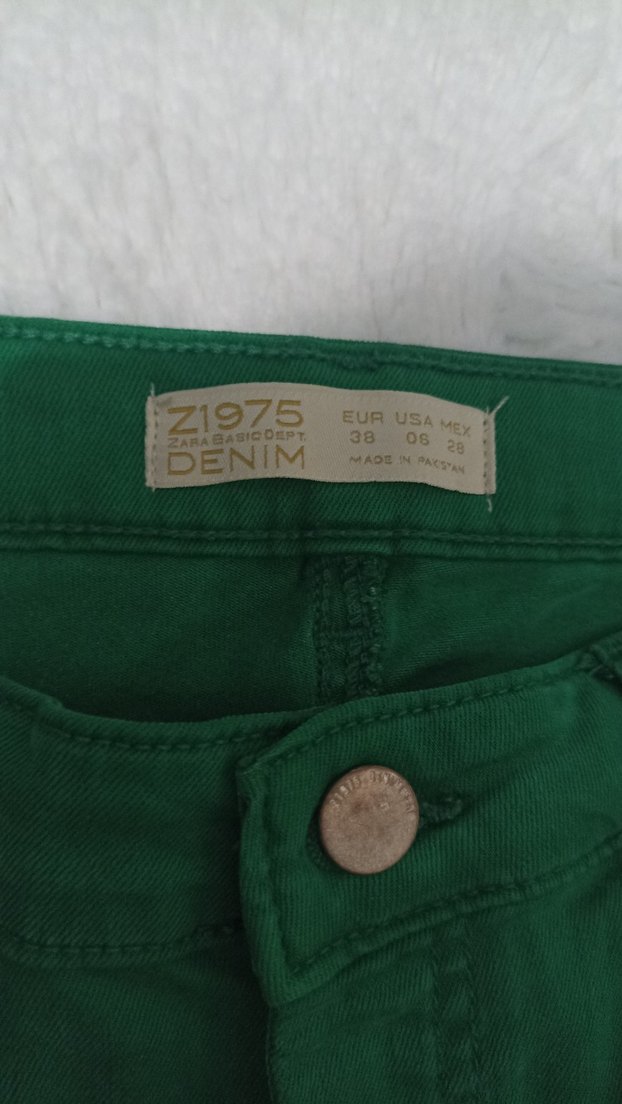 Z1975
ZARA BASIC DEPT.
DENIM
EUR USA MEX
38 06 28
MADE IN PAKISTAN